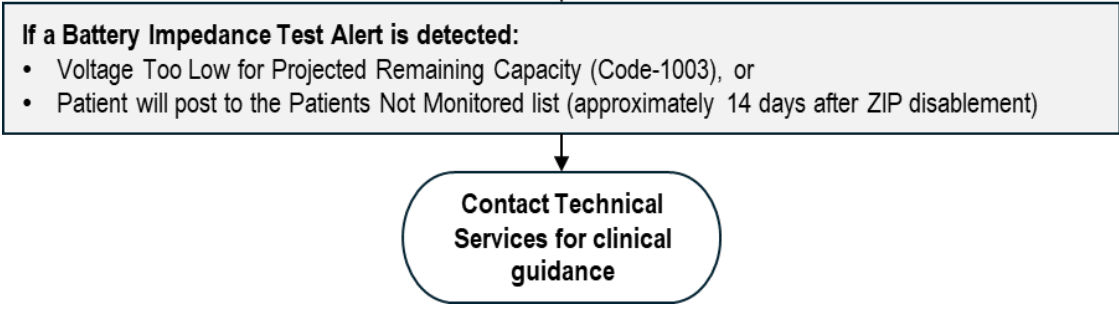 If a Battery Impedance Test Alert is detected:
• Voltage Too Low for Projected Remaining Capacity (Code-1003), or
• Patient will post to the Patients Not Monitored list (approximately 14 days after ZIP disablement)
Contact Technical
Services for clinical
guidance